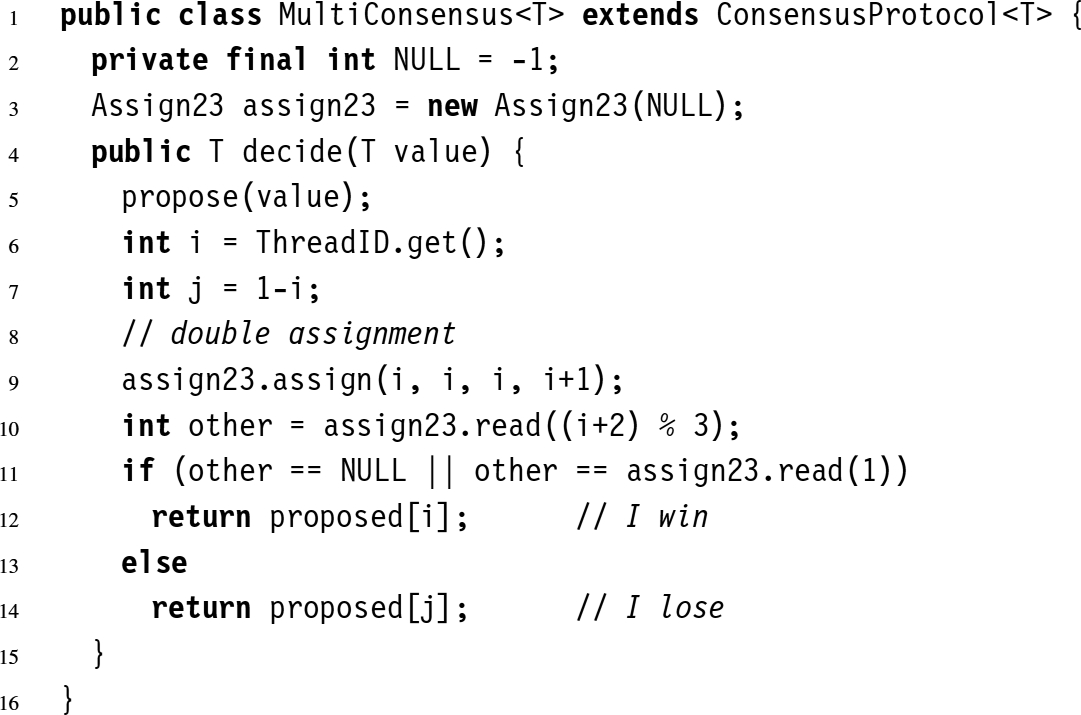 1 public class MultiConsensus<T> extends ConsensusProtocol<T> {
2 private final int NULL = -1;
3 Assign23 assign23 = new Assign23(NULL);
4 public T decide(T value) {
5 propose(value);
6 int i = ThreadID.get();
7 int j = 1-i;
8 // double assignment
9 assign23.assign(i, i, i, i+1);
10 int other = assign23.read((i+2) % 3);
11 if (other == NULL || other == assign23.read(1))
12 return proposed[i]; // I win
13 else
14 return proposed[j]; // I lose
15 }
16 }